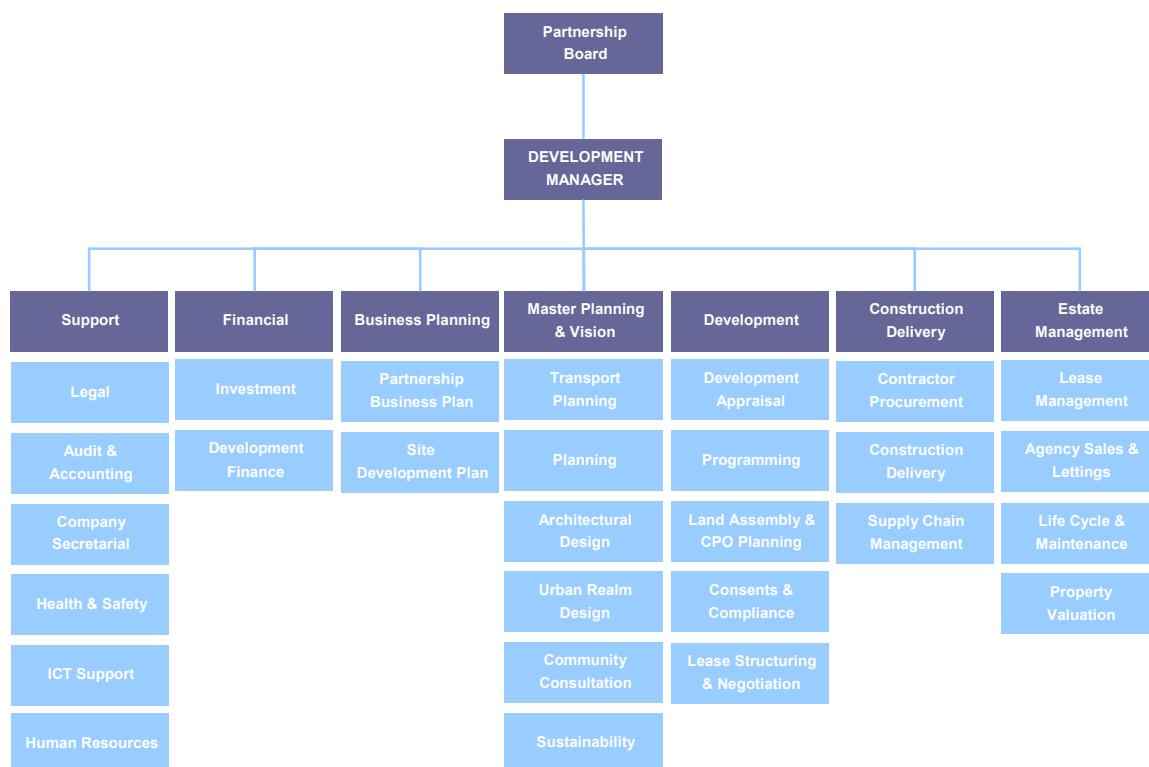 Partnership
Board
DEVELOPMENT
MANAGER
Support
Financial
Business Planning
Master Planning
& Vision
Development
Construction
Delivery
Estate
Management
Legal
Audit &
Accounting
Company
Secretarial
Health & Safety
ICT Support
Human Resources
Investment
Development
Finance
Partnership
Business Plan
Site
Development Plan
Transport
Planning
Planning
Architectural
Design
Urban Realm
Design
Community
Consultation
Sustainability
Development
Appraisal
Programming
Land Assembly &
CPO Planning
Consents &
Compliance
Lease Structuring
& Negotiation
Contractor
Procurement
Construction
Delivery
Supply Chain
Management
Lease
Management
Agency Sales &
Lettings
Life Cycle &
Maintenance
Property
Valuation